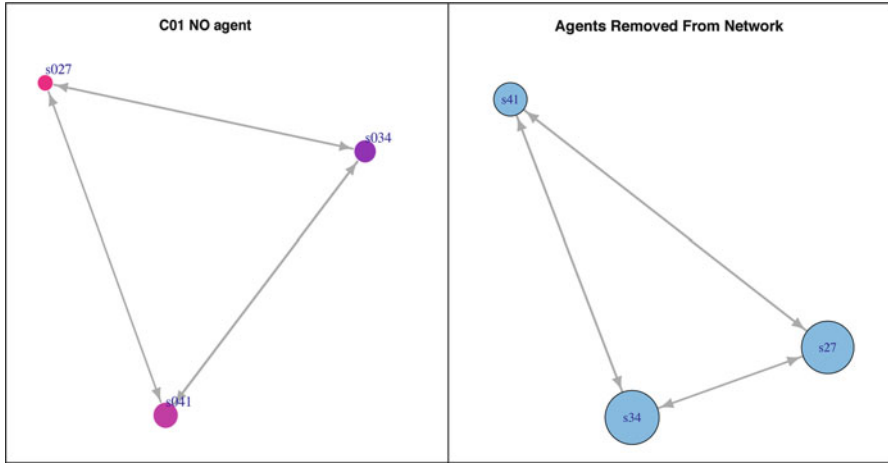 C01 NO agent
s027
s034
s041
Agents Removed From Network
s41
s27
s34